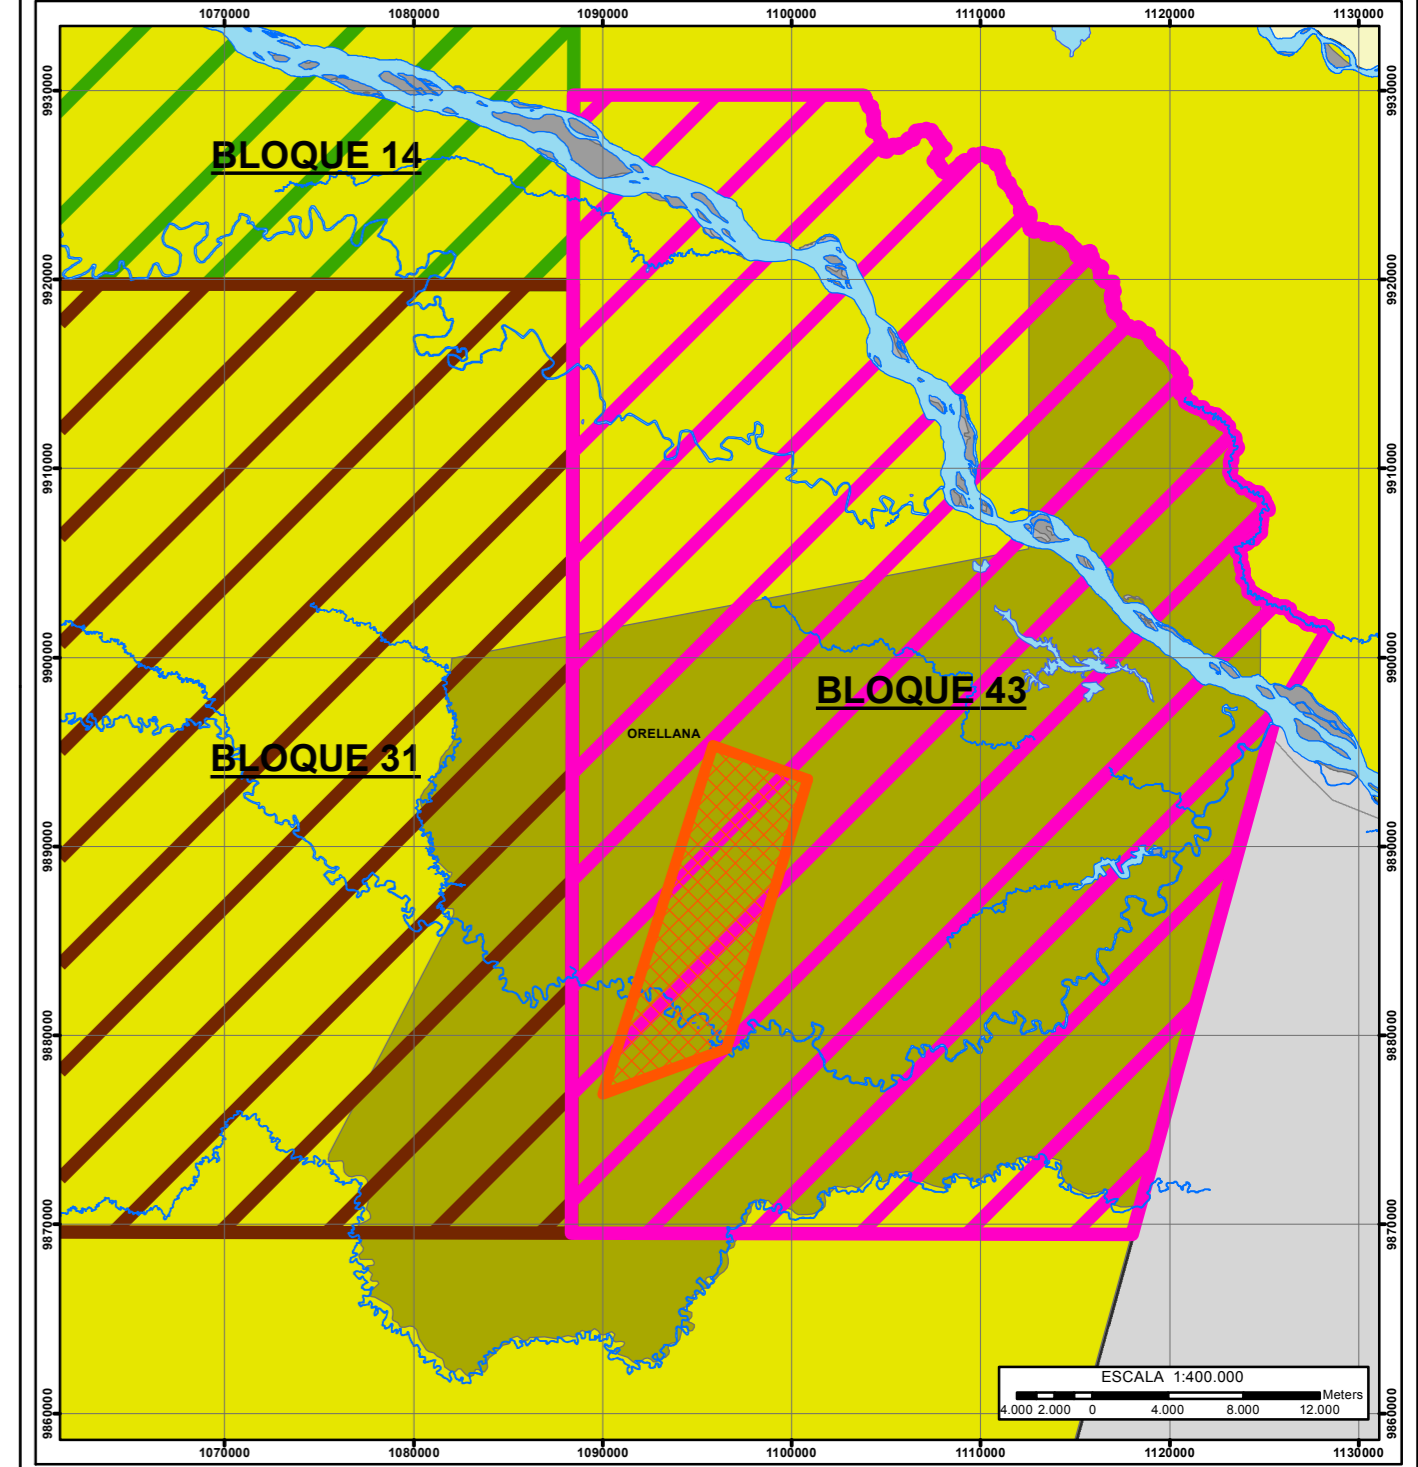 1070000 1080000 1090000 1100000 1110000 1120000 1130000
9930000 9930000
BLOQUE 14
9920000 9920000
9910000 9910000
9900000 9900000
BLOQUE 43
ORELLANA
BLOQUE 31
9890000 9890000
9880000 9880000
9870000 9870000
ESCALA 1:400.000
Meters
4.000 2.000 0 4.000 8.000 12.000
9860000 9860000
1070000 1080000 1090000 1100000 1110000 1120000 1130000